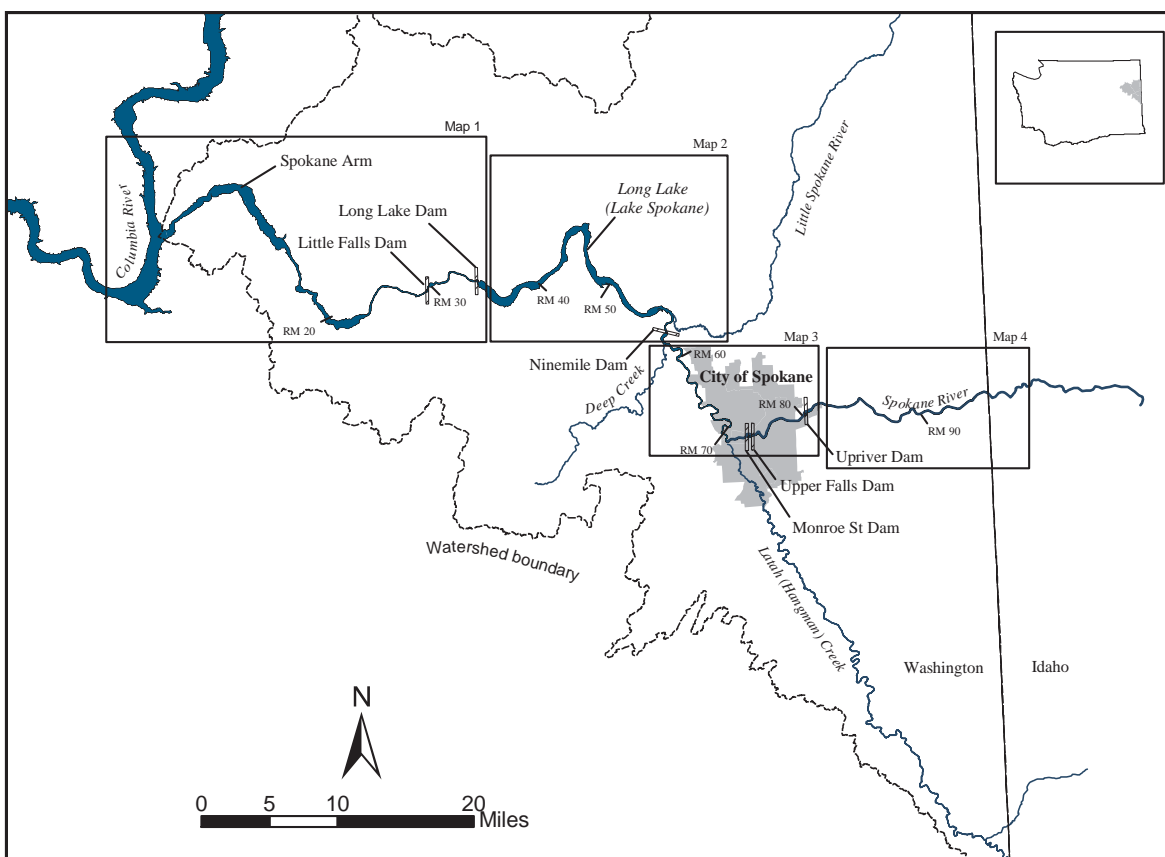 Map 1
Map 2
Spokane Arm
Long Lake
(Lake Spokane)
Little Spokane River
Columbia River
Long Lake Dam
Little Falls Dam
RM 40
RM 50
RM 30
RM 20
Map 3
Map 4
Ninemile Dam
RM 60
City of Spokane
Deep Creek
Spokane River
RM 80
RM 90
RM 70
Upriver Dam
Upper Falls Dam
Monroe St Dam
Watershed boundary
Latah (Hangman) Creek
Washington
Idaho
N
0 5 10 20
Miles